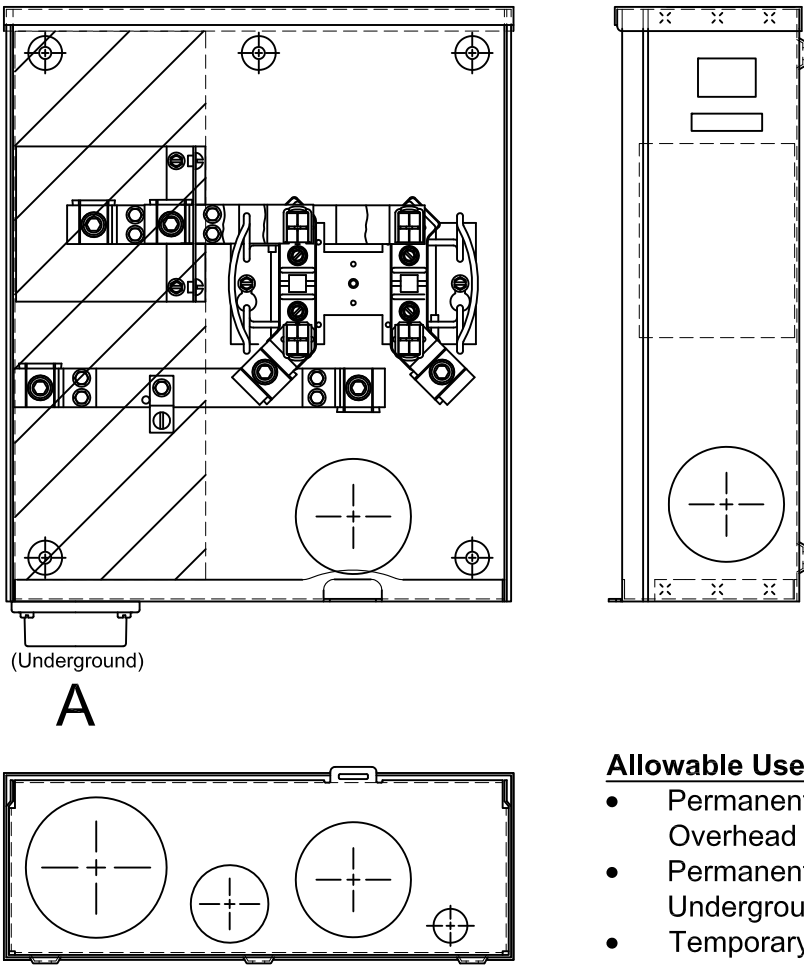 (Underground)
A
Allowable Use
• Permanent
Overhead
• Permanent
Undergrou
• Temporary